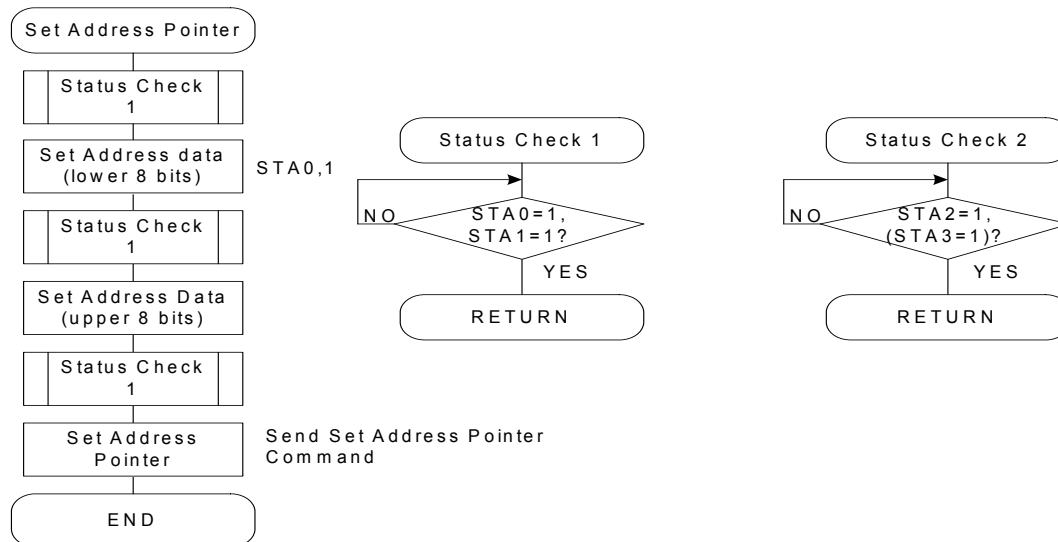 Set Address Pointer
Status Check
1
Set Address data
(lower 8 bits)
STA0,1
Status Check
1
Set Address Data
(upper 8 bits)
Status Check
1
Set Address
Pointer
Send Set Address Pointer
Command
END
Status Check 1
NO
STA0=1,
STA1=1?
YES
RETURN
Status Check 2
NO
STA2=1,
(STA3=1)?
YES
RETURN